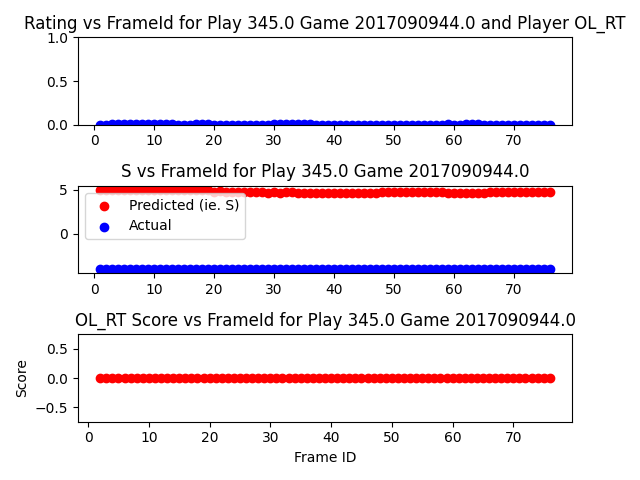 Rating vs FrameId for Play 345.0 Game 2017090944.0 and Player OL_RT
1.0
0.5
0.0
0 10 20 30 40 50 60 70
S vs FrameId for Play 345.0 Game 2017090944.0
5
0
Predicted (ie. S)
Actual
0 10 20 30 40 50 60 70
OL_RT Score vs FrameId for Play 345.0 Game 2017090944.0
Score
0.5
0.0
−0.5
0 10 20 30 40 50 60 70
Frame ID